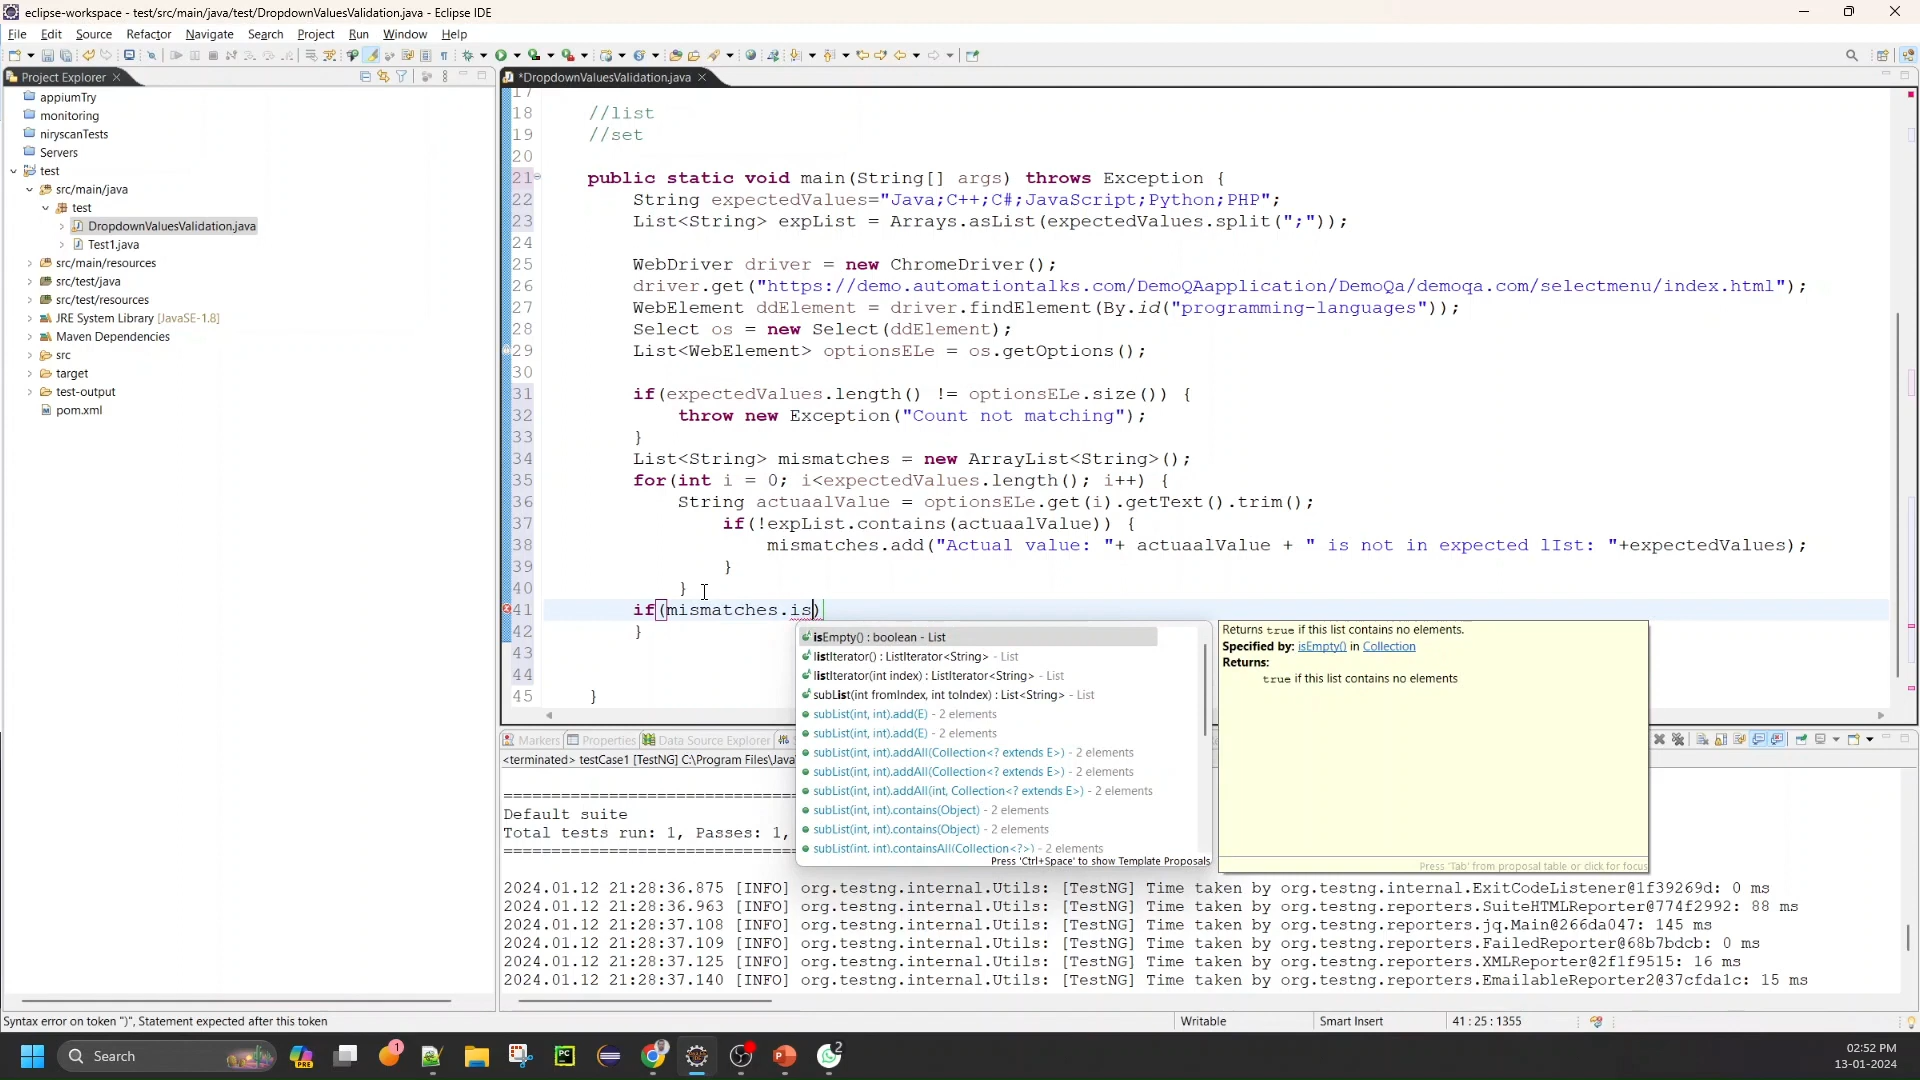 eclipse-workspace - test/src/main/java/test/DropdownValuesValidation.java - Eclipse IDE
File Edit Source Refactor Navigate Search Project Run Window Help
Project Explorer
*DropdownValuesValidation.java
appiumTry
monitoring
niryscanTests
Servers
test
src/main/java
test
DropdownValuesValidation.java
Test1.java
src/main/resources
src/test/java
src/test/resources
JRE System Library [JavaSE-1.8]
Maven Dependencies
src
target
test-output
pom.xml
17
18 //list
19 //set
20
21 public static void main(String[] args) throws Exception {
22 String expectedValues="Java;C++;C#;JavaScript;Python;PHP";
23 List<String> expList = Arrays.asList(expectedValues.split(";"));
24
25 WebDriver driver = new ChromeDriver();
26 driver.get("https://demo.automationtalks.com/DemoQAapplication/DemoQa/demoqa.com/selectmenu/index.html");
27 WebElement ddElement = driver.findElement(By.id("programming-languages"));
28 Select os = new Select(ddElement);
29 List<WebElement> optionsELe = os.getOptions();
30
31 if(expectedValues.length() != optionsELe.size()) {
32 throw new Exception("Count not matching");
33 }
34 List<String> mismatches = new ArrayList<String>();
35 for(int i = 0; i<expectedValues.length(); i++) {
36 String actuaalValue = optionsELe.get(i).getText().trim();
37 if(!expList.contains(actuaalValue)) {
38 mismatches.add("Actual value: "+ actuaalValue + " is not in expected lIst: "+expectedValues);
39 }
40 }
41 if(mismatches.is)
42 }
43
44
45 }
isEmpty() : boolean - List
listIterator() : ListIterator<String> - List
listIterator(int index) : ListIterator<String> - List
subList(int fromIndex, int toIndex) : List<String> - List
subList(int, int).add(E) - 2 elements
subList(int, int).add(E) - 2 elements
subList(int, int).addAll(Collection<? extends E>) - 2 elements
subList(int, int).addAll(Collection<? extends E>) - 2 elements
subList(int, int).addAll(int, Collection<? extends E>) - 2 elements
subList(int, int).contains(Object) - 2 elements
subList(int, int).contains(Object) - 2 elements
subList(int, int).containsAll(Collection<?>) - 2 elements
Press 'Ctrl+Space' to show Template Proposals
Returns true if this list contains no elements.
Specified by: isEmpty() in Collection
Returns:
true if this list contains no elements
Press 'Tab' from proposal table or click for focus
Markers Properties Data Source Explorer
<terminated> testCase1 [TestNG] C:\Program Files\Java
===============================
Default suite
Total tests run: 1, Passes: 1,
===============================
2024.01.12 21:28:36.875 [INFO] org.testng.internal.Utils: [TestNG] Time taken by org.testng.internal.ExitCodeListener@1f39269d: 0 ms
2024.01.12 21:28:36.963 [INFO] org.testng.internal.Utils: [TestNG] Time taken by org.testng.reporters.SuiteHTMLReporter@774f2992: 88 ms
2024.01.12 21:28:37.108 [INFO] org.testng.internal.Utils: [TestNG] Time taken by org.testng.reporters.jq.Main@266da047: 145 ms
2024.01.12 21:28:37.109 [INFO] org.testng.internal.Utils: [TestNG] Time taken by org.testng.reporters.FailedReporter@68b7bdcb: 0 ms
2024.01.12 21:28:37.125 [INFO] org.testng.internal.Utils: [TestNG] Time taken by org.testng.reporters.XMLReporter@2f1f9515: 16 ms
2024.01.12 21:28:37.140 [INFO] org.testng.internal.Utils: [TestNG] Time taken by org.testng.reporters.EmailableReporter2@37cfda1c: 15 ms
Syntax error on token ")", Statement expected after this token
Writable
Smart Insert
41 : 25 : 1355
Search
PRE
1
PC
2
02:52 PM
13-01-2024